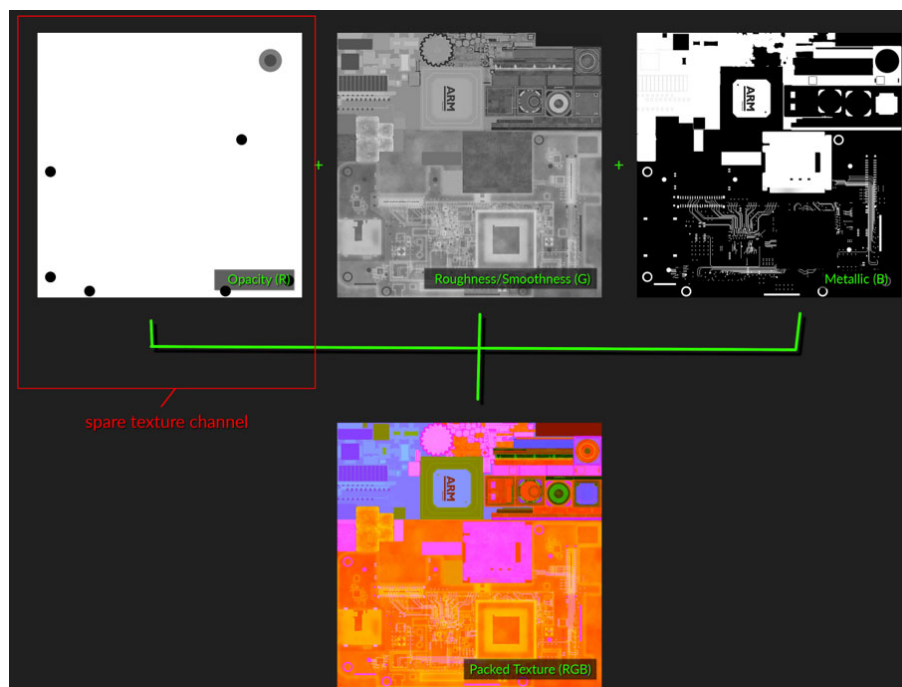 ARM
ARM
+
+
Opacity (R)
Roughness/Smoothness (G)
Metallic (B)
spare texture channel
ARM
Packed Texture (RGB)